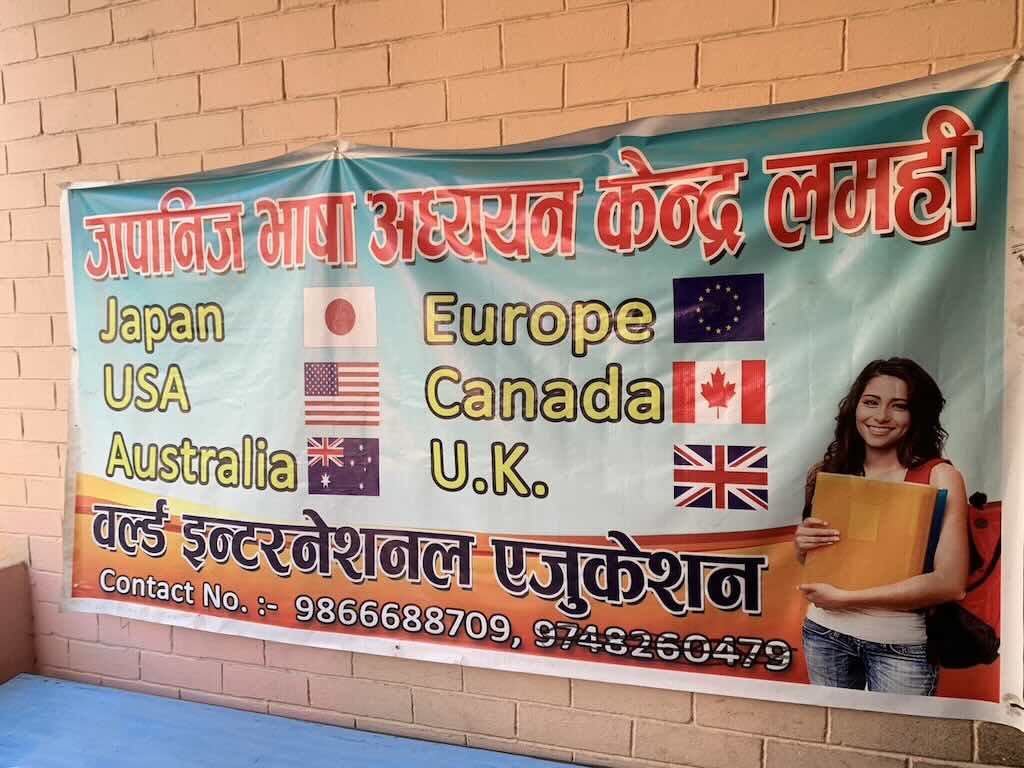 जापानिज भाषा अध्ययन केन्द्र लमही
Japan
Europe
USA
Canada
Australia
U.K.
वर्ल्ड इन्टरनेशनल एजुकेशन
Contact No. :- 9866688709, 9748260479